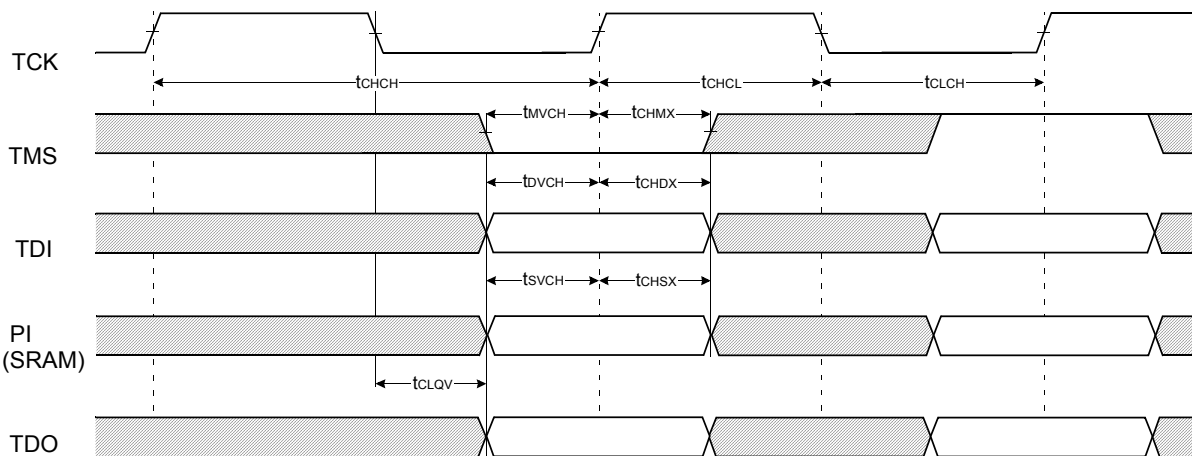 TCK
tCHCH
tCHCL
tCLCH
tMVCH
tCHMX
TMS
tDVCH
tCHDX
TDI
tSVCH
tCHSX
PI
(SRAM)
tCLQV
TDO